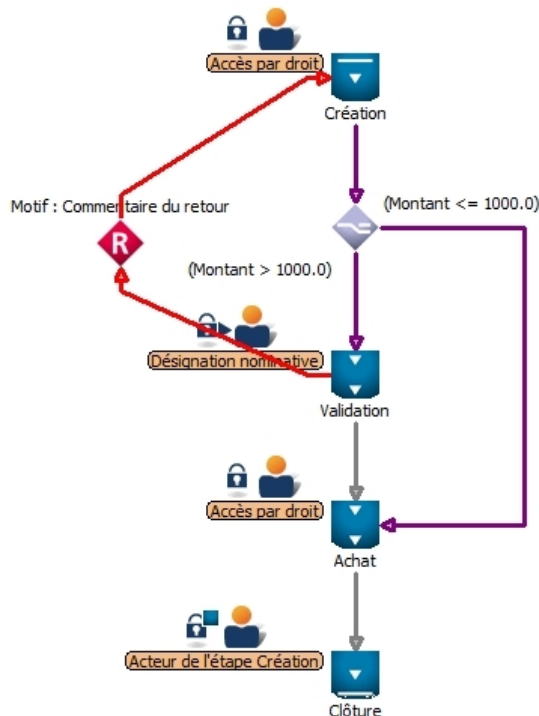 Accès par droit
Création
Motif : Commentaire du retour
(Montant <= 1000.0)
R
(Montant > 1000.0)
Désignation nominative
Validation
Accès par droit
Achat
Acteur de l'étape Création
Clôture